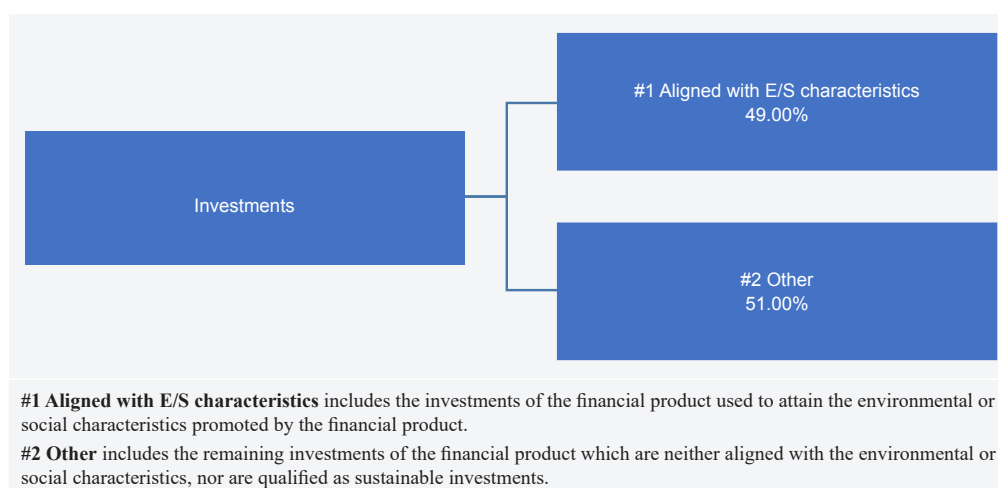 #1 Aligned with E/S characteristics
49.00%
Investments
#2 Other
51.00%
#1 Aligned with E/S characteristics includes the investments of the financial product used to attain the environmental or
social characteristics promoted by the financial product.
#2 Other includes the remaining investments of the financial product which are neither aligned with the environmental or
social characteristics, nor are qualified as sustainable investments.